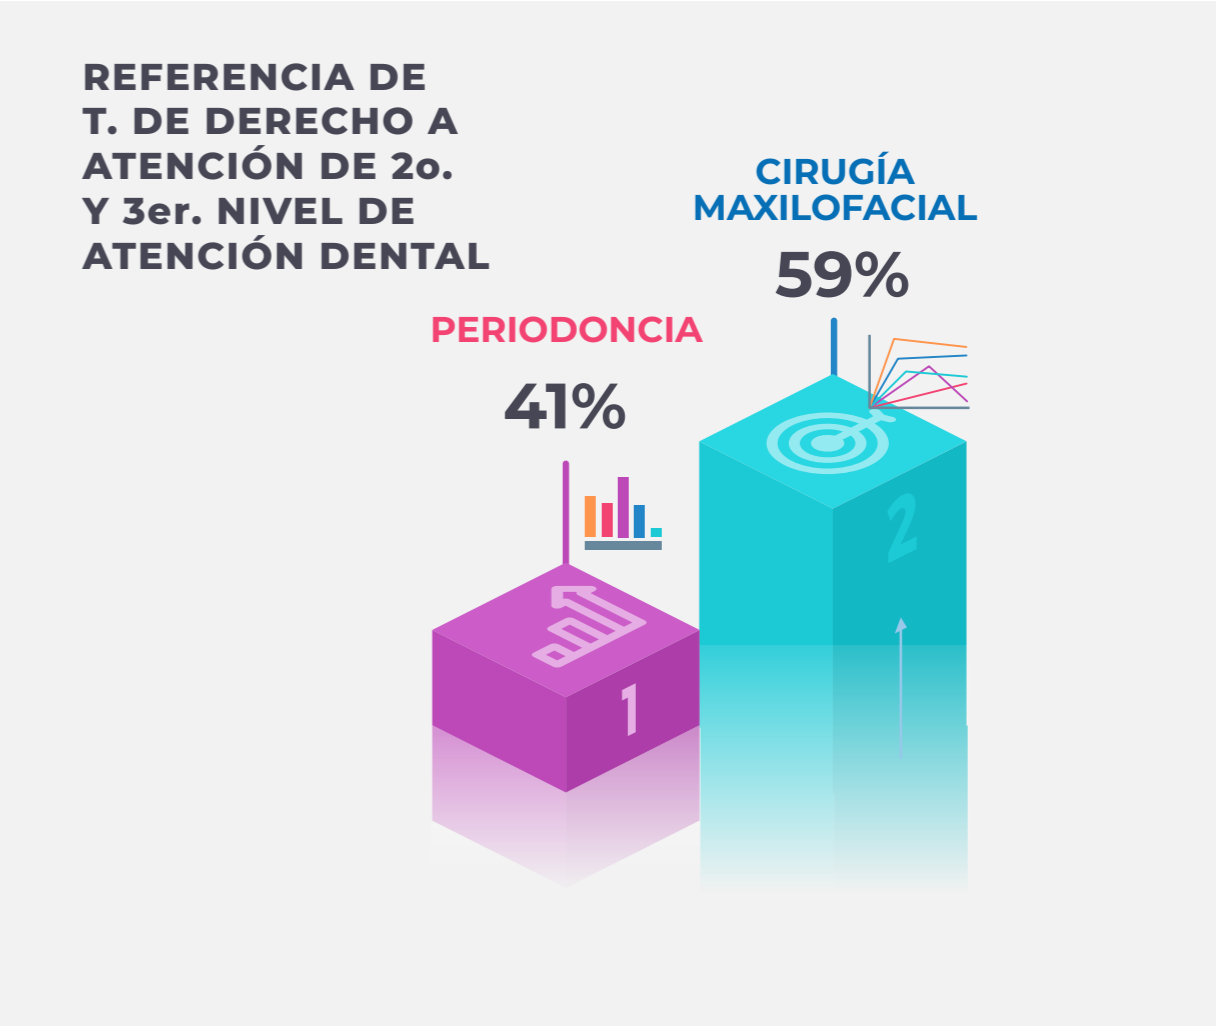 REFERENCIA DE
T. DE DERECHO A
ATENCIÓN DE 2o.
Y 3er. NIVEL DE
ATENCIÓN DENTAL
CIRUGÍA
MAXILOFACIAL
59%
PERIODONCIA
41%
2
1